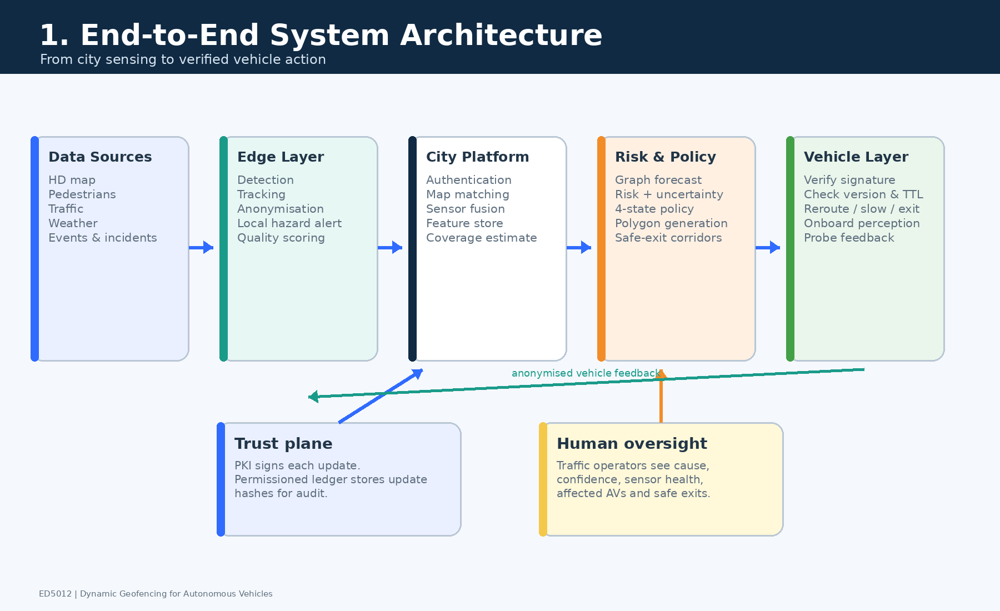 1. End-to-End System Architecture
From city sensing to verified vehicle action
Data Sources
HD map
Pedestrians
Traffic
Weather
Events & incidents
Edge Layer
Detection
Tracking
Anonymisation
Local hazard alert
Quality scoring
City Platform
Authentication
Map matching
Sensor fusion
Feature store
Coverage estimate
Risk & Policy
Graph forecast
Risk + uncertainty
4-state policy
Polygon generation
Safe-exit corridors
Vehicle Layer
Verify signature
Check version & TTL
Reroute / slow / exit
Onboard perception
Probe feedback
anonymised vehicle feedback
Trust plane
PKI signs each update.
Permissioned ledger stores update
hashes for audit.
Human oversight
Traffic operators see cause,
confidence, sensor health,
affected AVs and safe exits.
ED5012 | Dynamic Geofencing for Autonomous Vehicles